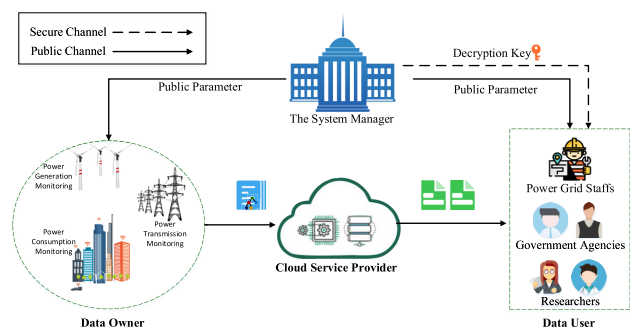 Secure Channel
Public Channel
Decryption Key
Public Parameter
Public Parameter
The System Manager
Power
Generation
Monitoring
Power
Transmission
Monitoring
Power
Consumption
Monitoring
Power Grid Staffs
Government Agencies
Researchers
Cloud Service Provider
Data Owner
Data User